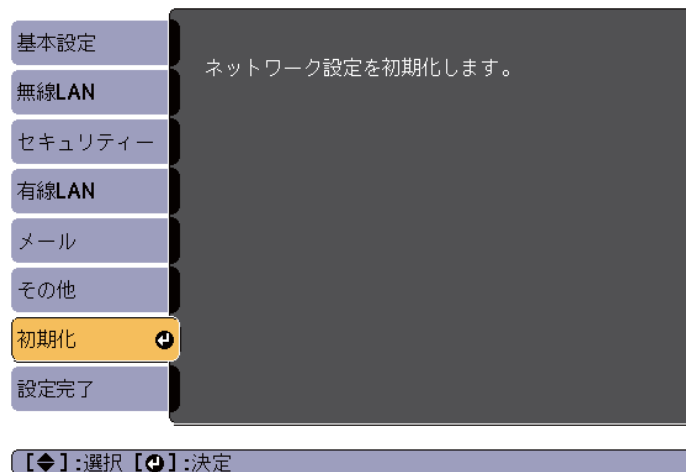 基本設定
無線LAN
セキュリティー
有線LAN
メール
その他
初期化
設定完了
ネットワーク設定を初期化します。
[◆]:選択 [⏎]:決定